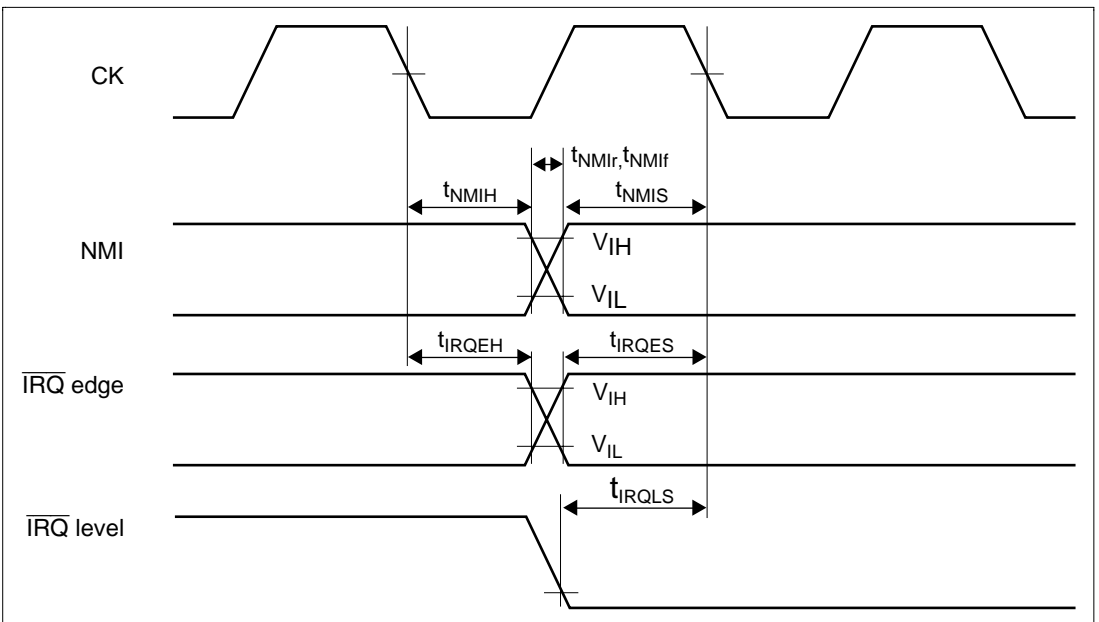 CK
tNMIr,tNMIf
tNMIH
tNMIS
NMI
VIH
VIL
tIRQEH
tIRQES
IRQ edge
VIH
VIL
tIRQLS
IRQ level